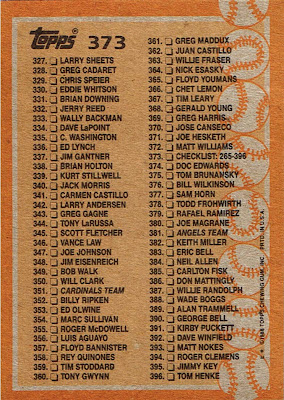 Topps 373
327. LARRY SHEETS
328. GREG CADARET
329. CHRIS SPEIER
330. EDDIE WHITSON
331. BRIAN DOWNING
332. JERRY REED
333. WALLY BACKMAN
334. DAVE LaPOINT
335. C. WASHINGTON
336. ED LYNCH
337. JIM GANTNER
338. BRIAN HOLTON
339. KURT STILLWELL
340. JACK MORRIS
341. CARMEN CASTILLO
342. LARRY ANDERSEN
343. GREG GAGNE
344. TONY LaRUSSA
345. SCOTT FLETCHER
346. VANCE LAW
347. JOE JOHNSON
348. JIM EISENREICH
349. BOB WALK
350. WILL CLARK
351. CARDINALS TEAM
352. BILLY RIPKEN
353. ED OLWINE
354. MARC SULLIVAN
355. ROGER McDOWELL
356. LUIS AGUAYO
357. FLOYD BANNISTER
358. REY QUINONES
359. TIM STODDARD
360. TONY GWYNN
361. GREG MADDUX
362. JUAN CASTILLO
363. WILLIE FRASER
364. NICK ESASKY
365. FLOYD YOUMANS
366. CHET LEMON
367. TIM LEARY
368. GERALD YOUNG
369. GREG HARRIS
370. JOSE CANSECO
371. JOE HESKETH
372. MATT WILLIAMS
373. CHECKLIST: 265-396
374. DOC EDWARDS
375. TOM BRUNANSKY
376. BILL WILKINSON
377. SAM HORN
378. TODD FROHWIRTH
379. RAFAEL RAMIREZ
380. JOE MAGRANE
381. ANGELS TEAM
382. KEITH MILLER
383. ERIC BELL
384. NEIL ALLEN
385. CARLTON FISK
386. DON MATTINGLY
387. WILLIE RANDOLPH
388. WADE BOGGS
389. ALAN TRAMMELL
390. GEORGE BELL
391. KIRBY PUCKETT
392. DAVE WINFIELD
393. MATT NOKES
394. ROGER CLEMENS
395. JIMMY KEY
396. TOM HENKE
© 1988 TOPPS CHEWING GUM, INC. PRTD. IN U.S.A.